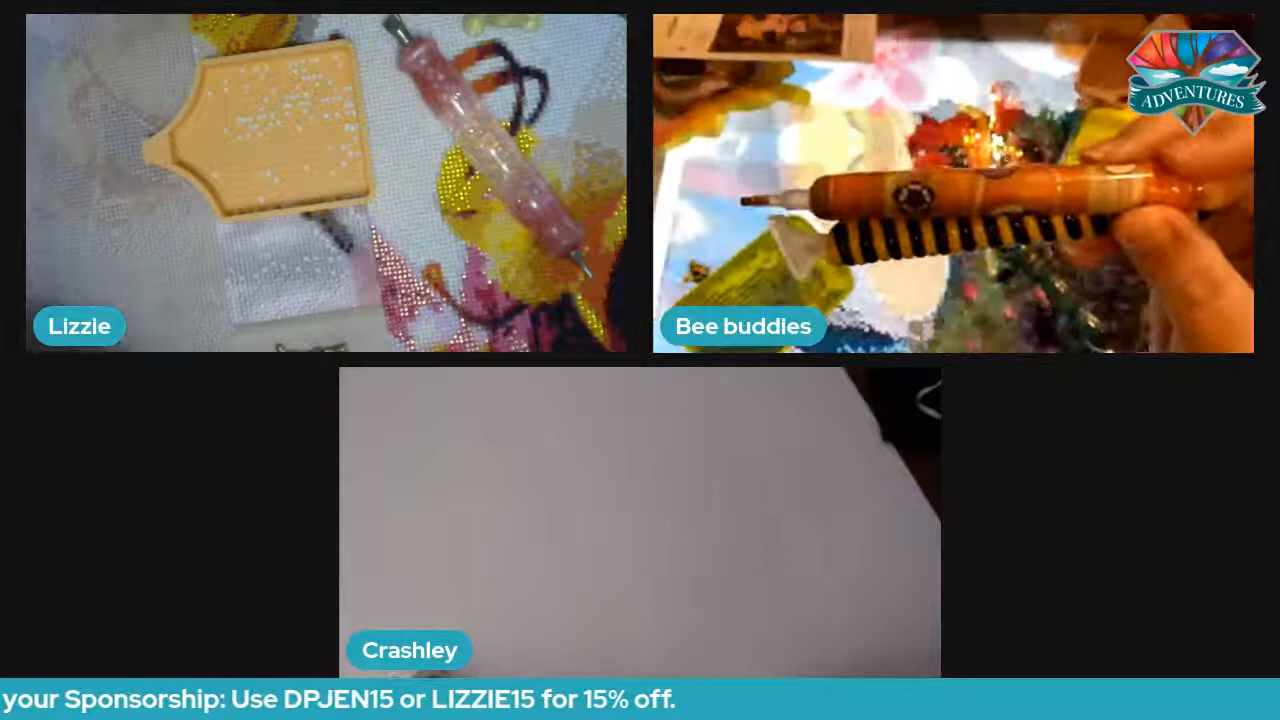 ADVENTURES
Lizzie
Bee buddies
Crashley
your Sponsorship: Use DPJEN15 or LIZZIE15 for 15% off.